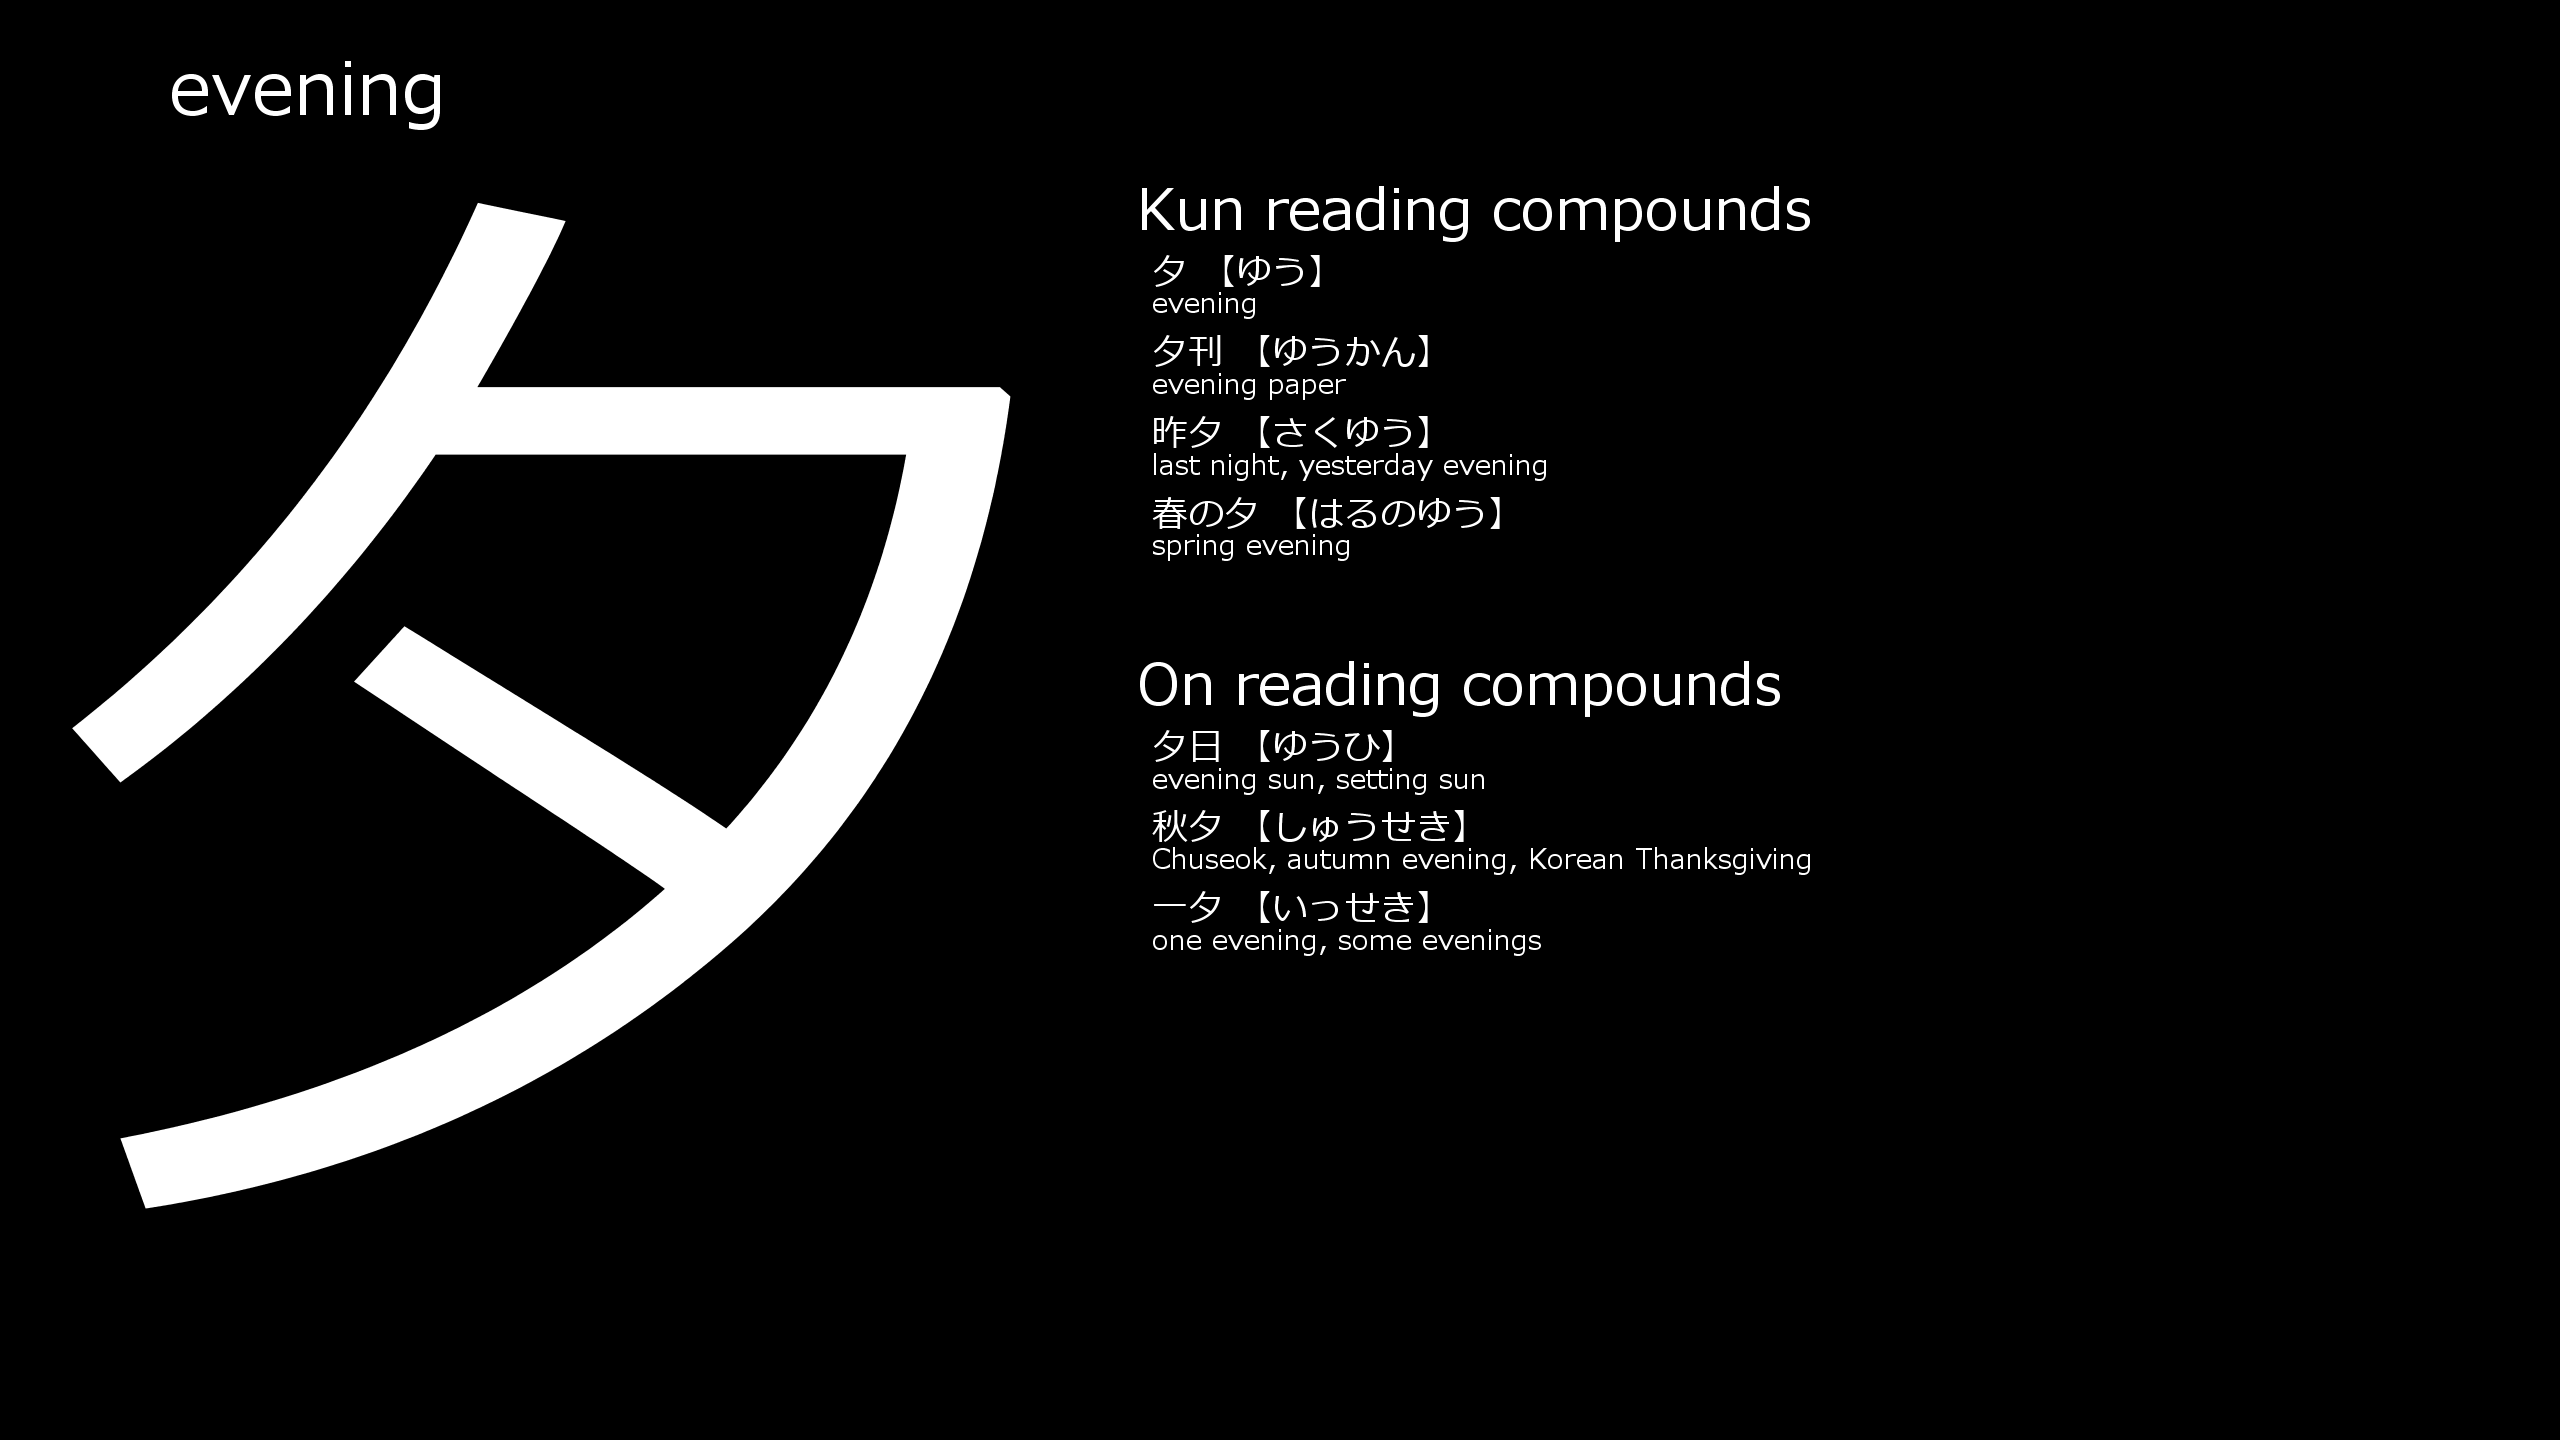 evening
夕
Kun reading compounds
夕 【ゆう】
evening
夕刊 【ゆうかん】
evening paper
昨夕 【さくゆう】
last night, yesterday evening
春の夕 【はるのゆう】
spring evening
On reading compounds
夕日 【ゆうひ】
evening sun, setting sun
秋夕 【しゅうせき】
Chuseok, autumn evening, Korean Thanksgiving
一夕 【いっせき】
one evening, some evenings